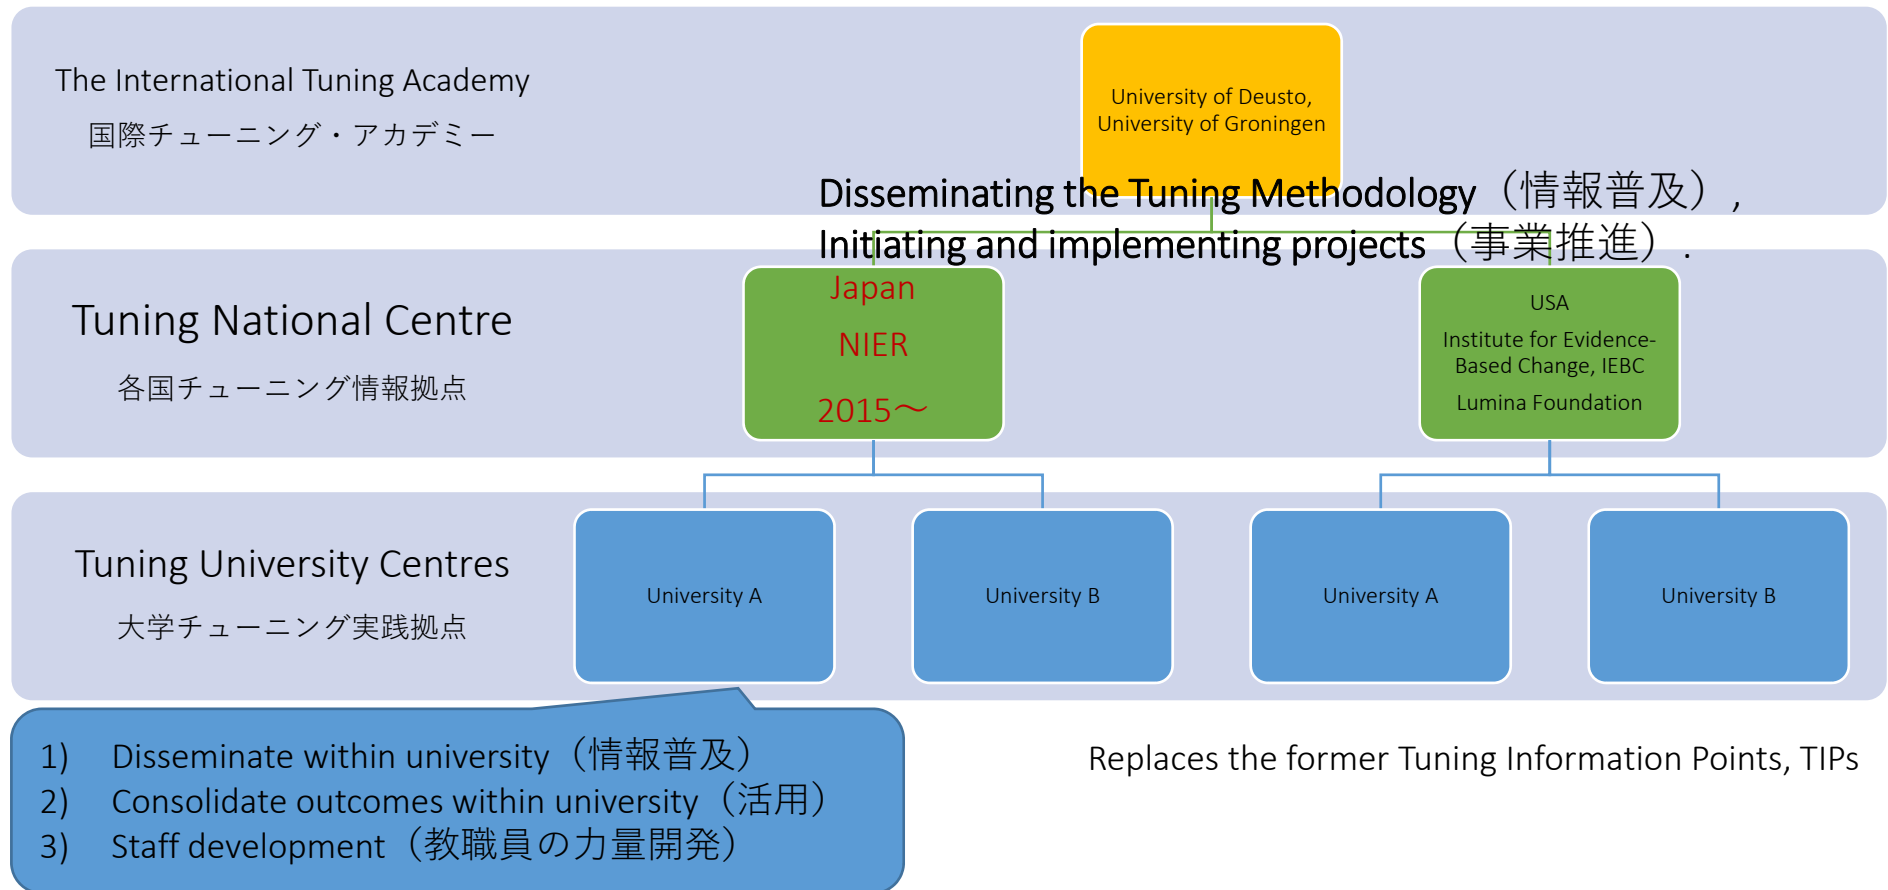 The International Tuning Academy
国際チューニング・アカデミー
University of Deusto,
University of Groningen
Disseminating the Tuning Methodology（情報普及）,
Initiating and implementing projects（事業推進）.
Tuning National Centre
各国チューニング情報拠点
Japan
NIER
2015～
USA
Institute for Evidence-
Based Change, IEBC
Lumina Foundation
Tuning University Centres
大学チューニング実践拠点
University A
University B
University A
University B
1) Disseminate within university（情報普及）
2) Consolidate outcomes within university（活用）
3) Staff development（教職員の力量開発）
Replaces the former Tuning Information Points, TIPs